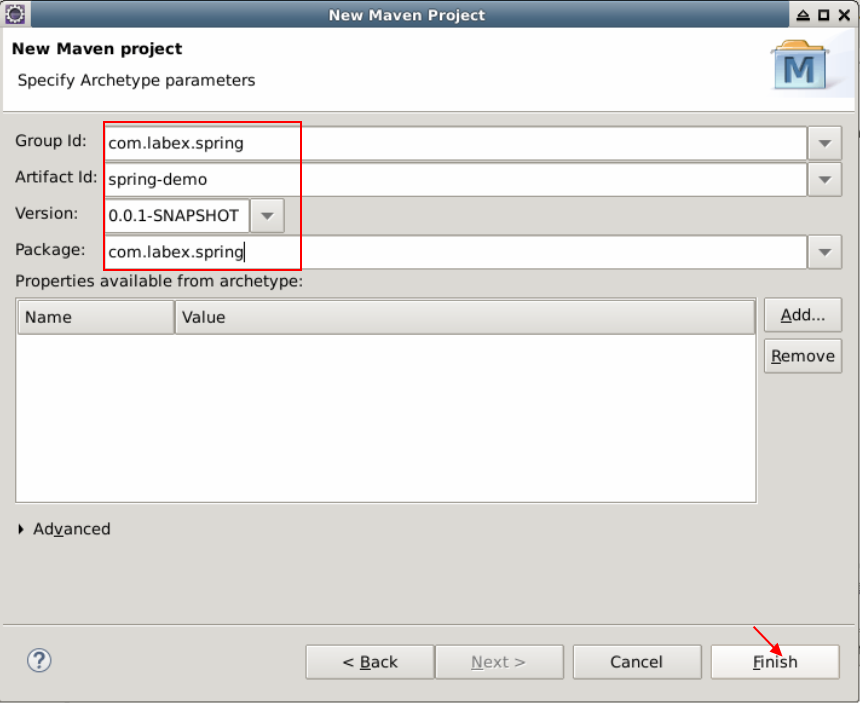 New Maven Project
New Maven project
Specify Archetype parameters
M
Group Id: com.labex.spring
Artifact Id: spring-demo
Version: 0.0.1-SNAPSHOT
Package: com.labex.spring
Properties available from archetype:
Name Value Add...
Remove
Advanced
? < Back Next > Cancel Finish